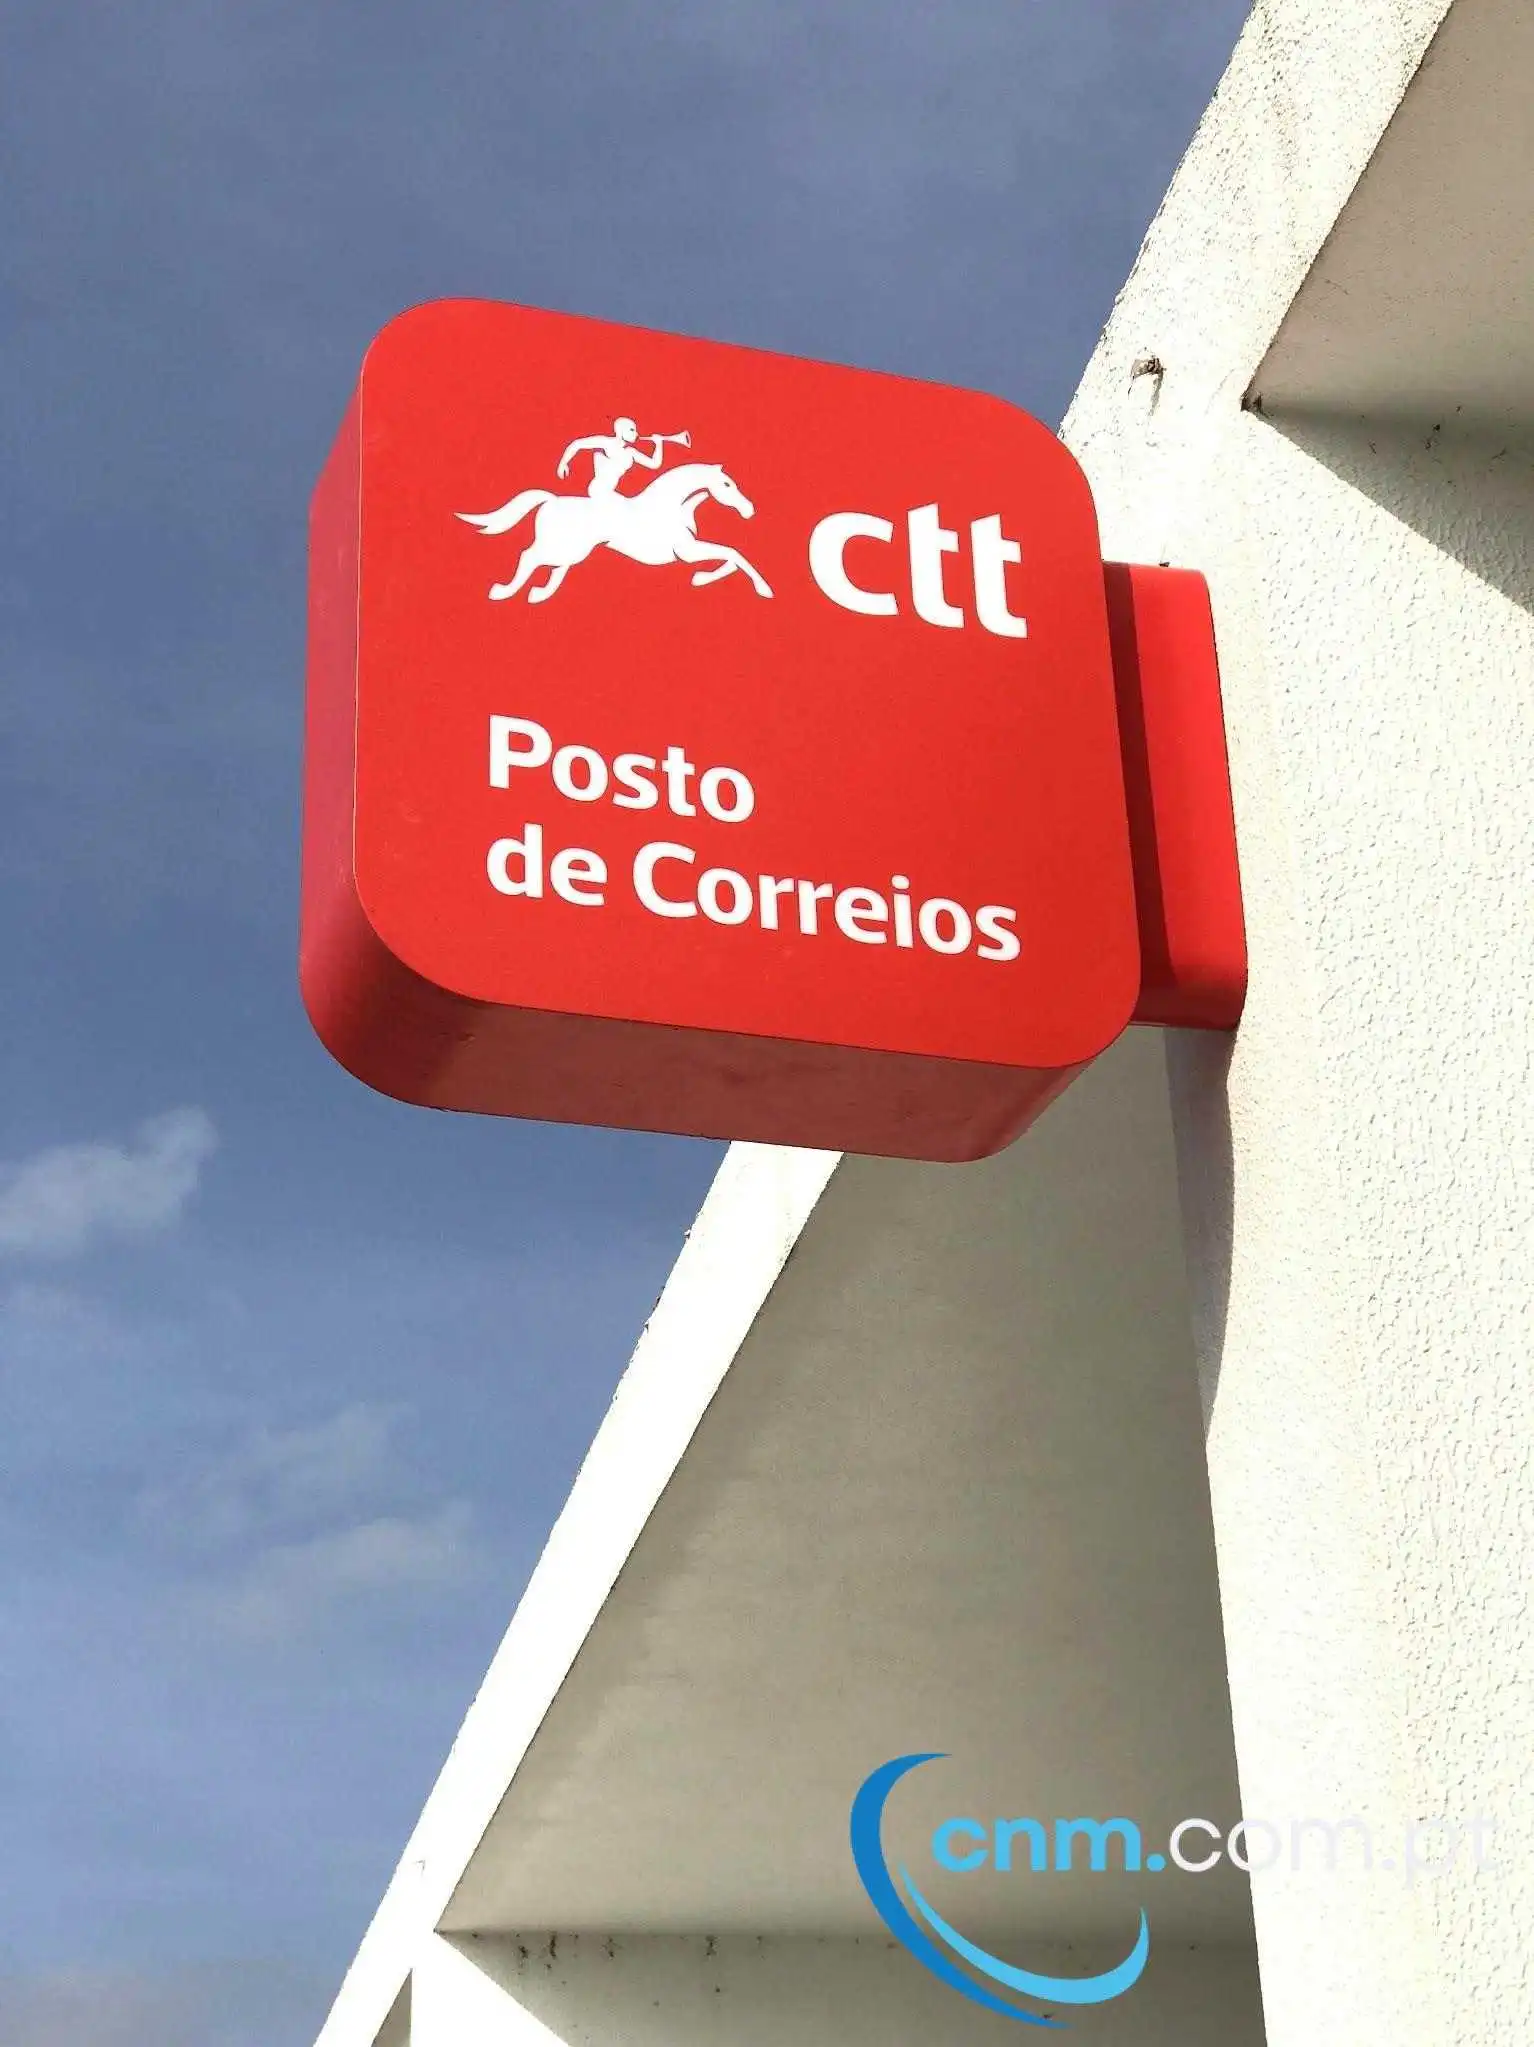 ctt
Posto
de Correios
cnm.com.pt